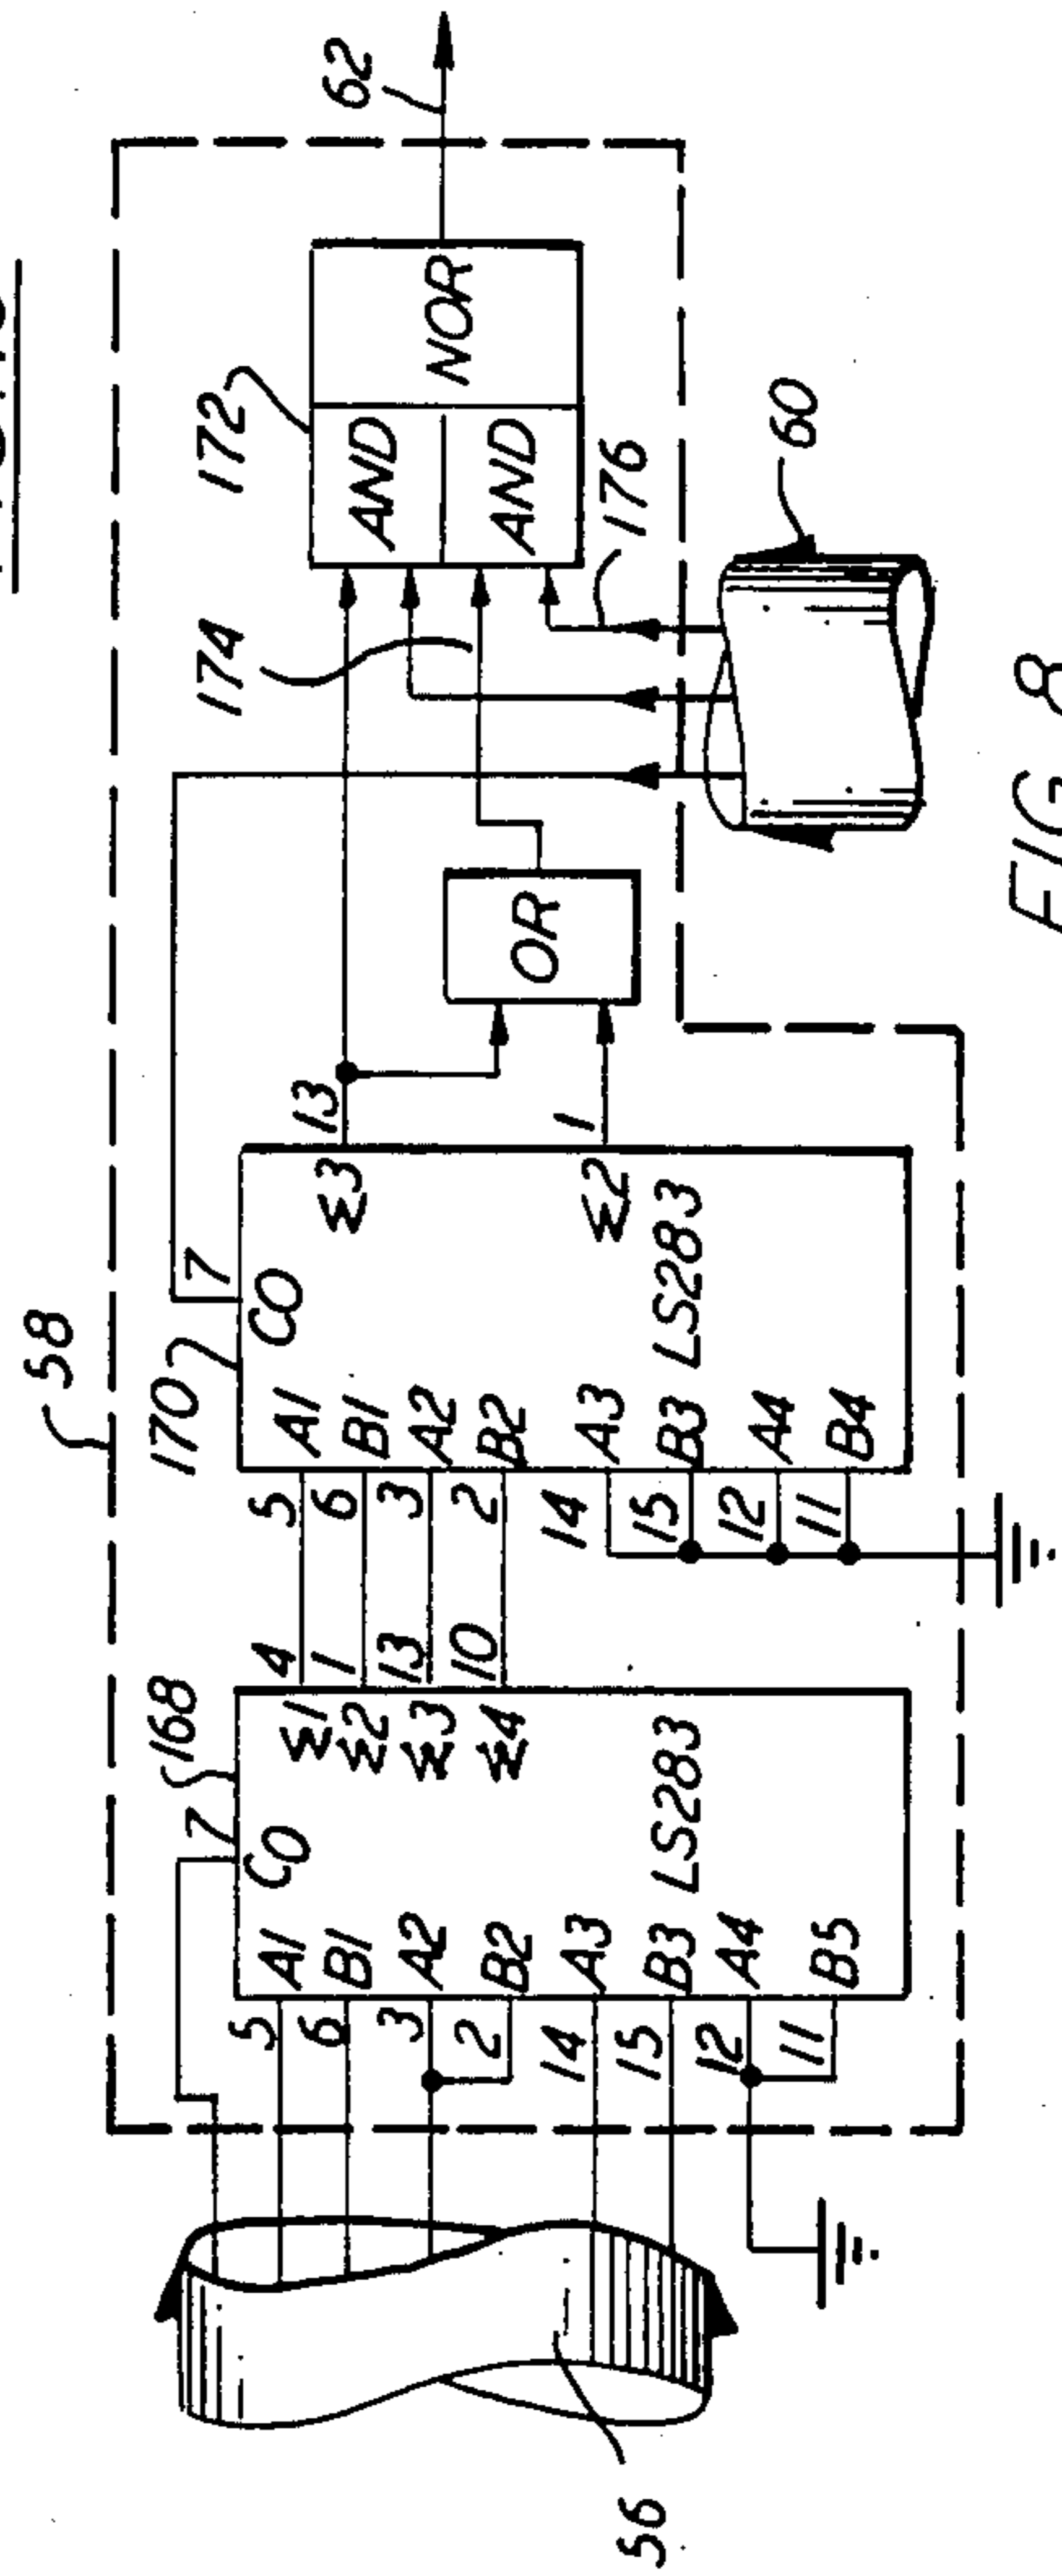 58
168
170
172
174
176
62
60
56
7
CO
5 A1
6 B1
3 A2
2 B2
14 A3
15 B3
12 A4
11 B5
LS283
Σ1 4
Σ2 1
Σ3 13
Σ4 10
7
CO
5 A1
6 B1
3 A2
2 B2
14 A3
15 B3
12 A4
11 B4
LS283
Σ3 13
Σ2 1
OR
AND
AND
NOR
FIG. 8